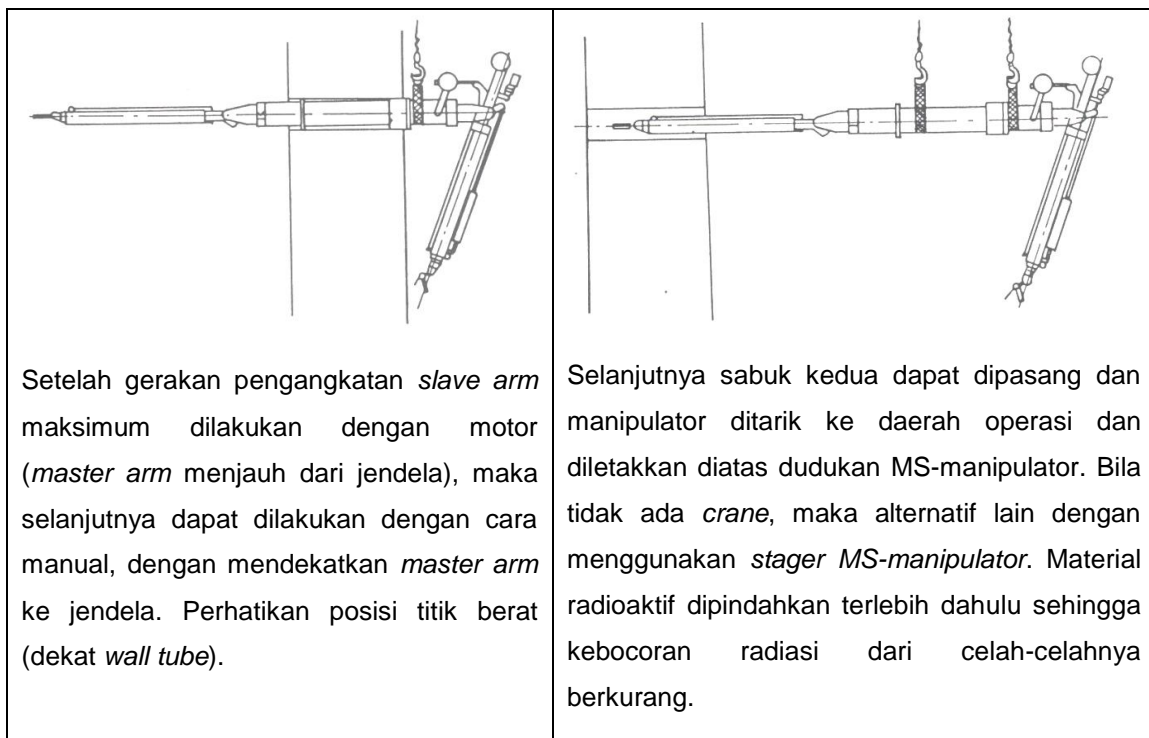 Setelah gerakan pengangkatan slave arm
maksimum dilakukan dengan motor
(master arm menjauh dari jendela), maka
selanjutnya dapat dilakukan dengan cara
manual, dengan mendekatkan master arm
ke jendela. Perhatikan posisi titik berat
(dekat wall tube).
Selanjutnya sabuk kedua dapat dipasang dan
manipulator ditarik ke daerah operasi dan
diletakkan diatas dudukan MS-manipulator. Bila
tidak ada crane, maka alternatif lain dengan
menggunakan stager MS-manipulator. Material
radioaktif dipindahkan terlebih dahulu sehingga
kebocoran radiasi dari celah-celahnya
berkurang.